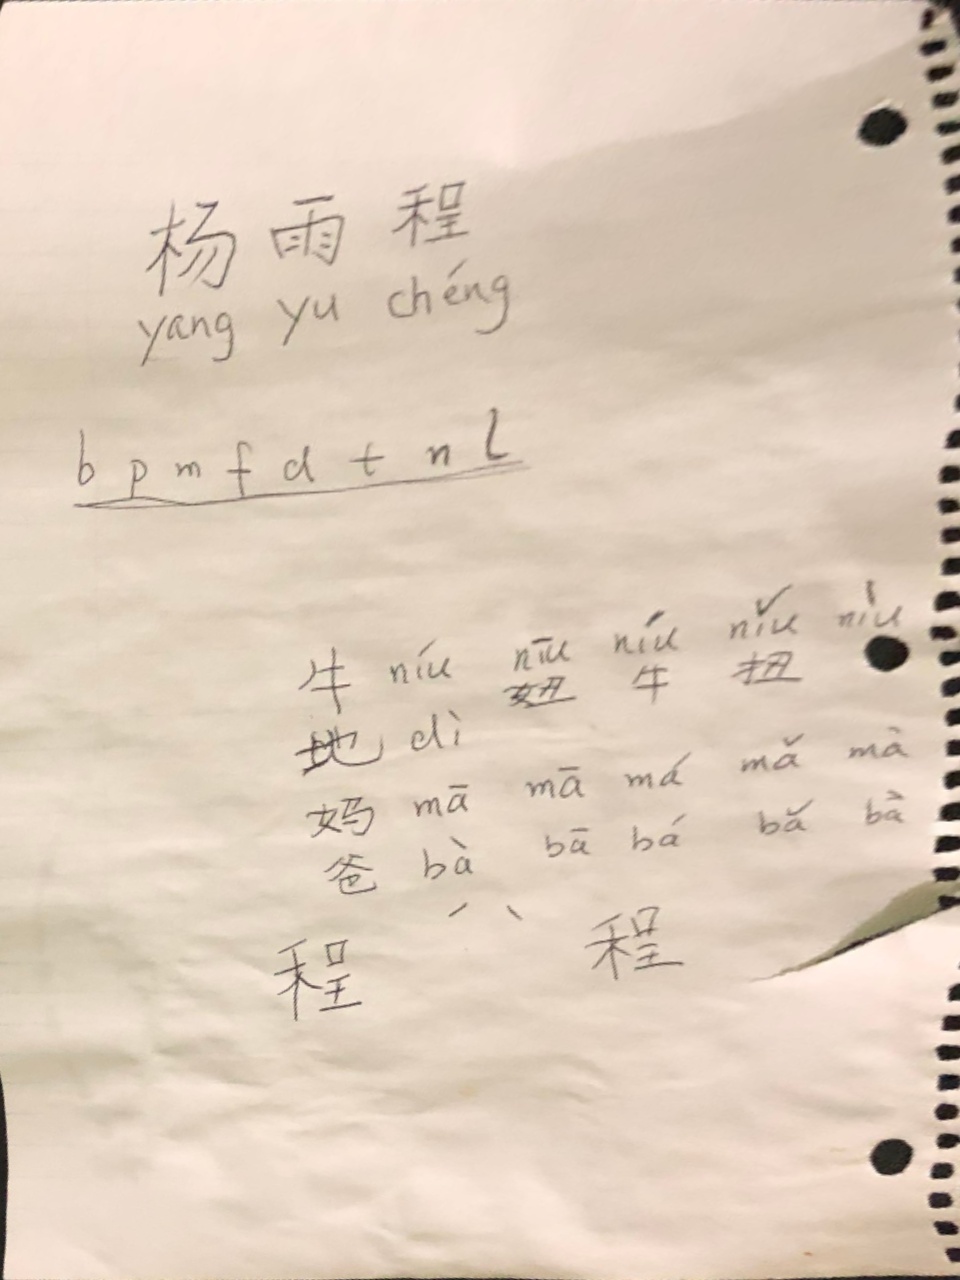 杨 雨 程
yang yu chéng
b p m f d t n l
牛 níu nīu níu nǐu nìu
妞 牛 扭
地 dì
妈 mā mā má mǎ mà
爸 bà bā bá bǎ bà
程 程